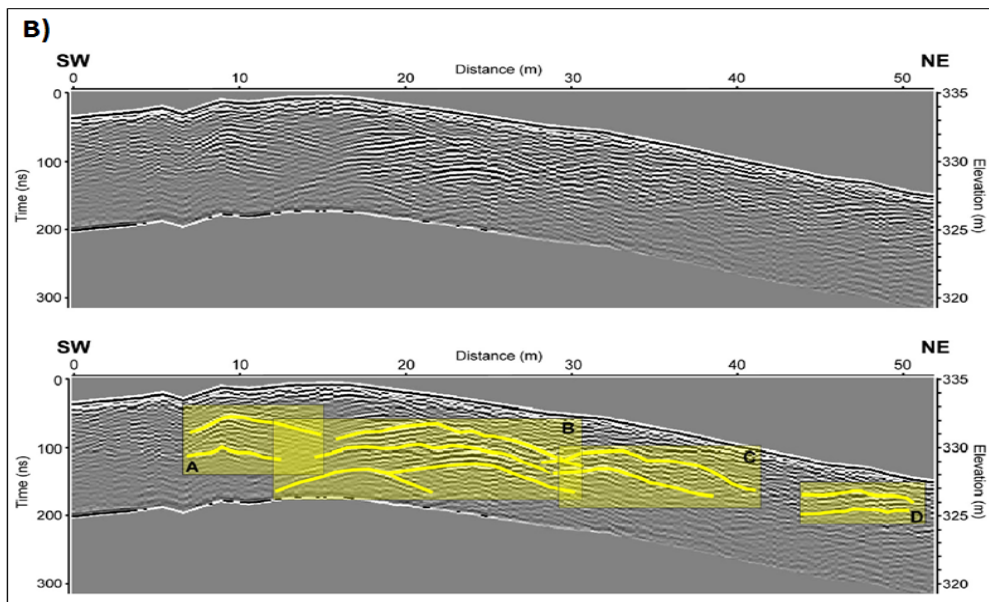 B)
SW Distance (m) NE
0 10 20 30 40 50
0 335
100 330
200 325
300 320
Time (ns)
Elevation (m)
SW Distance (m) NE
0 10 20 30 40 50
0 335
100 330
200 325
300 320
Time (ns)
Elevation (m)
A
B
C
D